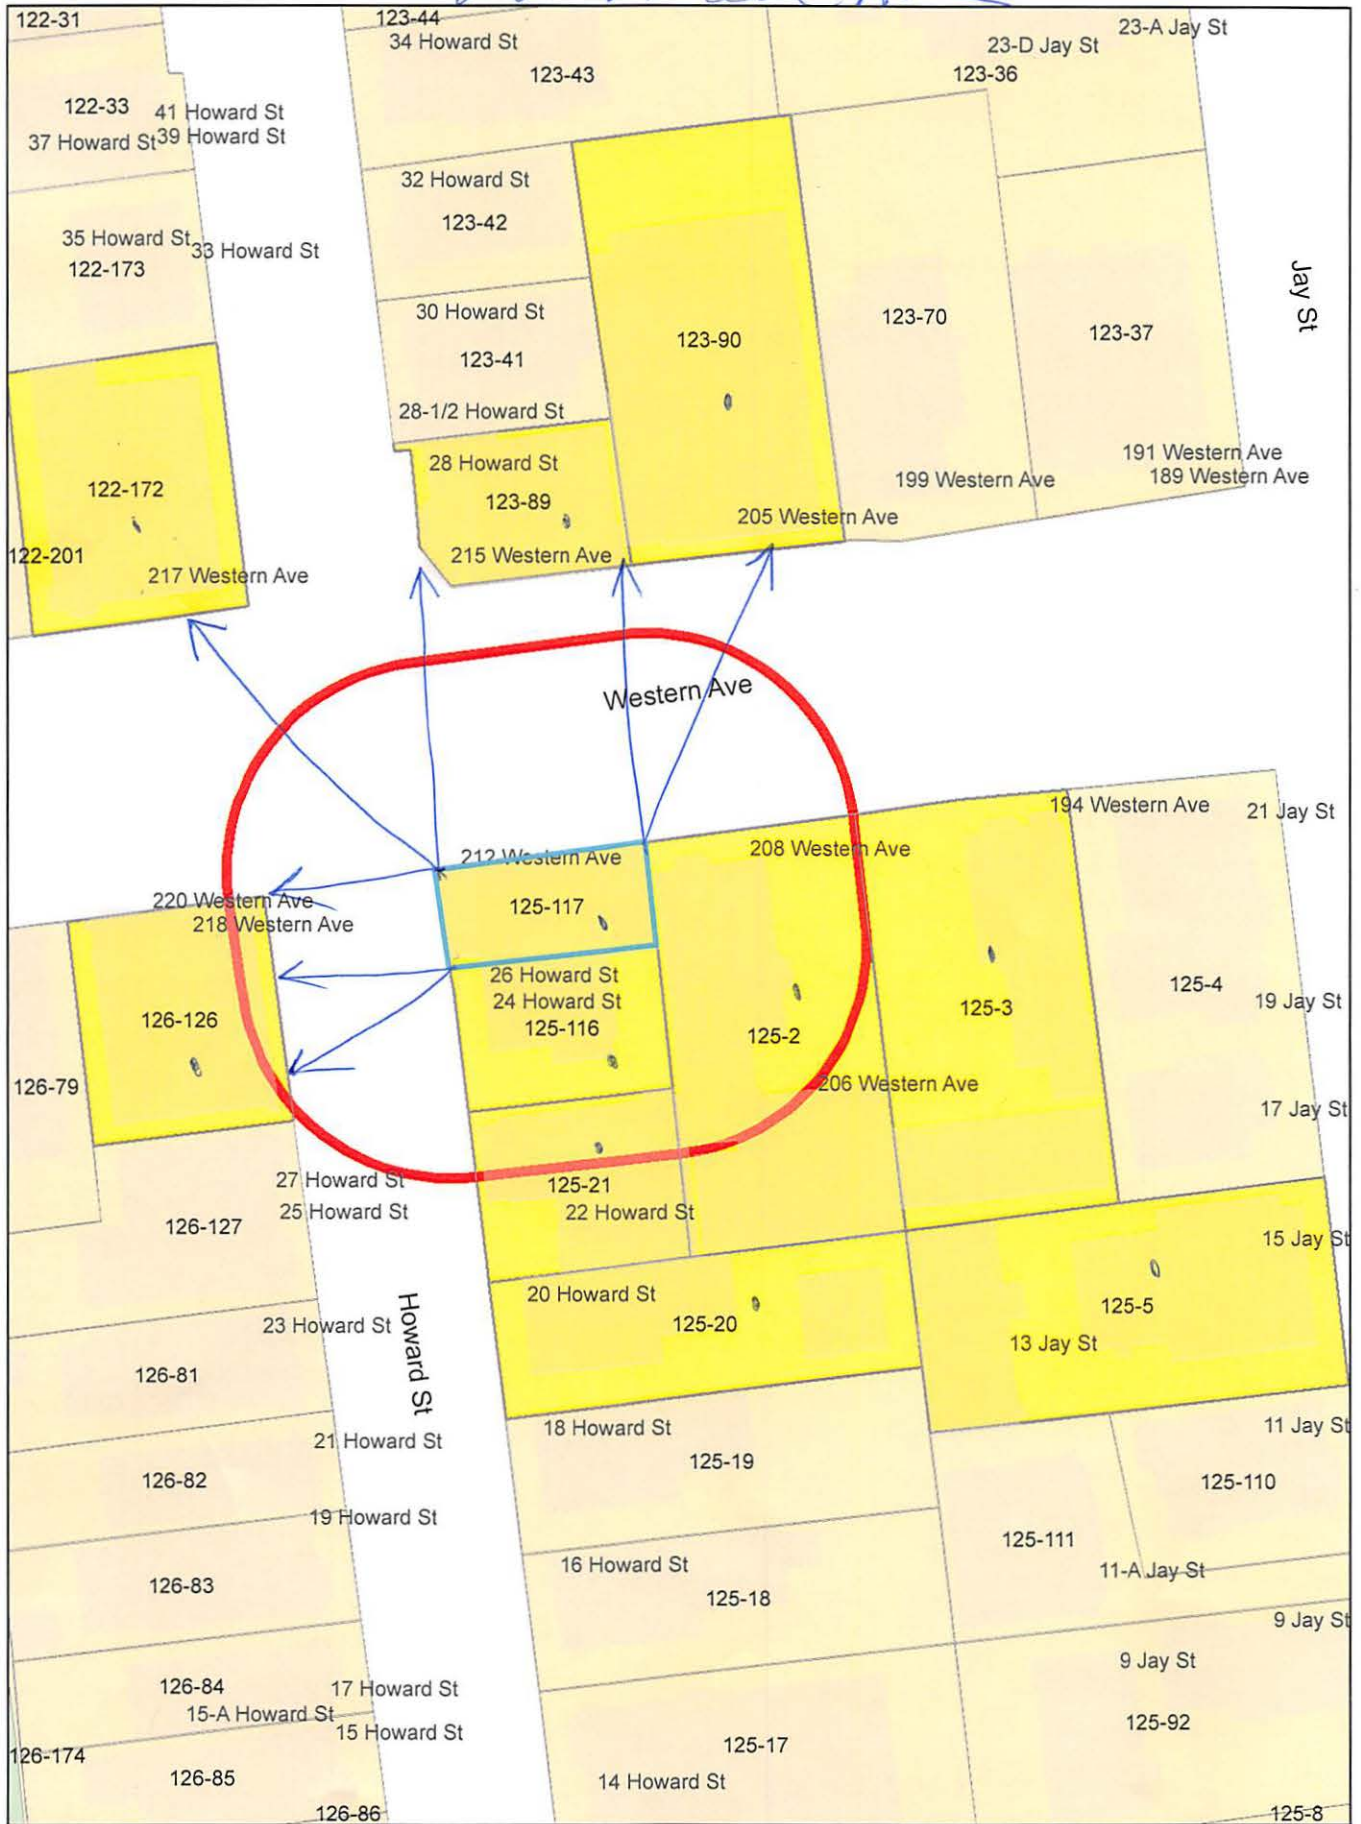 122-31
123-44
34 Howard St
23-A Jay St
23-D Jay St
123-43
123-36
122-33
41 Howard St
37 Howard St
39 Howard St
32 Howard St
123-42
35 Howard St
33 Howard St
122-173
Jay St
30 Howard St
123-41
123-90
123-70
123-37
28-1/2 Howard St
28 Howard St
191 Western Ave
189 Western Ave
199 Western Ave
122-172
123-89
205 Western Ave
122-201
215 Western Ave
217 Western Ave
Western Ave
194 Western Ave
21 Jay St
212 Western Ave
208 Western Ave
220 Western Ave
125-117
218 Western Ave
26 Howard St
24 Howard St
125-116
125-4
19 Jay St
125-3
126-126
125-2
126-79
206 Western Ave
17 Jay St
27 Howard St
125-21
25 Howard St
22 Howard St
126-127
15 Jay St
20 Howard St
125-20
125-5
23 Howard St
13 Jay St
Howard St
126-81
18 Howard St
11 Jay St
21 Howard St
125-19
126-82
125-110
19 Howard St
125-111
16 Howard St
11-A Jay St
126-83
125-18
9 Jay St
9 Jay St
126-84
17 Howard St
15-A Howard St
15 Howard St
125-92
125-17
126-174
126-85
14 Howard St
126-86
125-8